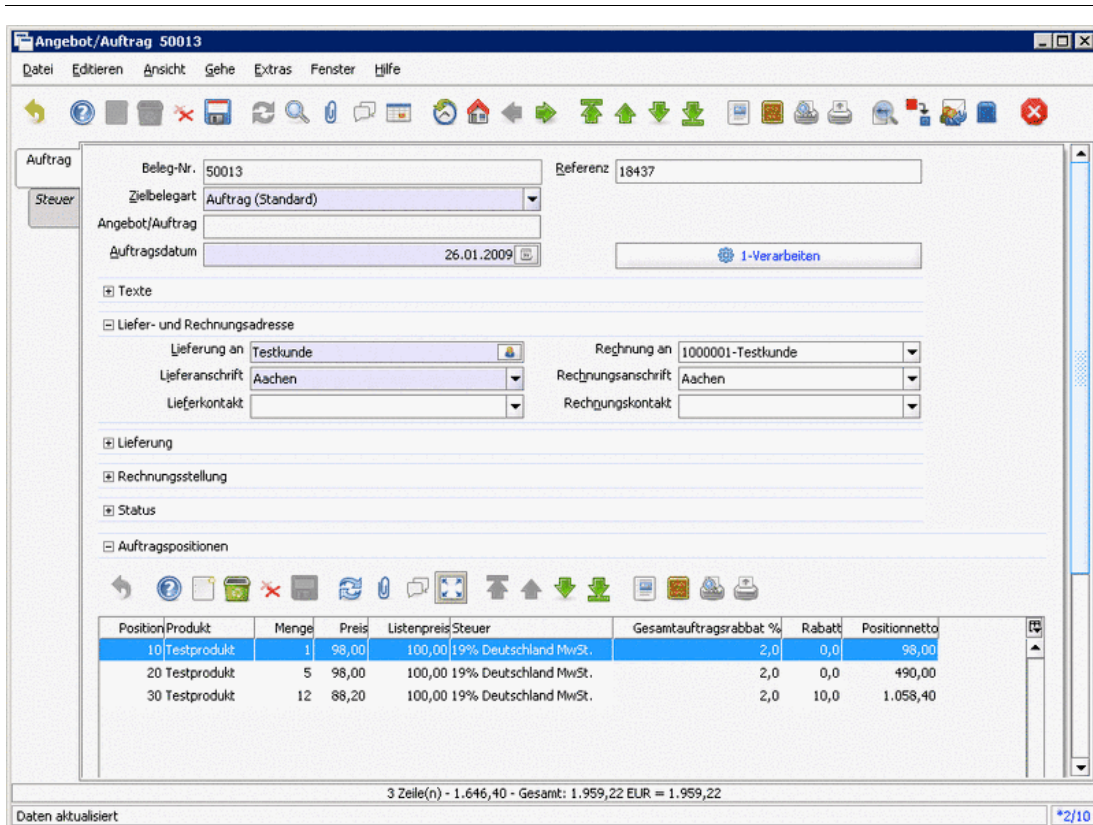 Angebot/Auftrag 50013
Datei Editieren Ansicht Gehe Extras Fenster Hilfe
Auftrag
Steuer
Beleg-Nr. 50013 Referenz 18437
Zielbelegart Auftrag (Standard)
Angebot/Auftrag
Auftragsdatum 26.01.2009 1-Verarbeiten
Texte
Liefer- und Rechnungsadresse
Lieferung an Testkunde Rechnung an 1000001-Testkunde
Lieferanschrift Aachen Rechnungsanschrift Aachen
Lieferkontakt Rechnungskontakt
Lieferung
Rechnungsstellung
Status
Auftragspositionen
Position Produkt Menge Preis Listenpreis Steuer Gesamtauftragsrabbat % Rabatt Positionnetto
10 Testprodukt 1 98,00 100,00 19% Deutschland MwSt. 2,0 0,0 98,00
20 Testprodukt 5 98,00 100,00 19% Deutschland MwSt. 2,0 0,0 490,00
30 Testprodukt 12 88,20 100,00 19% Deutschland MwSt. 2,0 10,0 1.058,40
3 Zeile(n) - 1.646,40 - Gesamt: 1.959,22 EUR = 1.959,22
Daten aktualisiert *2/10